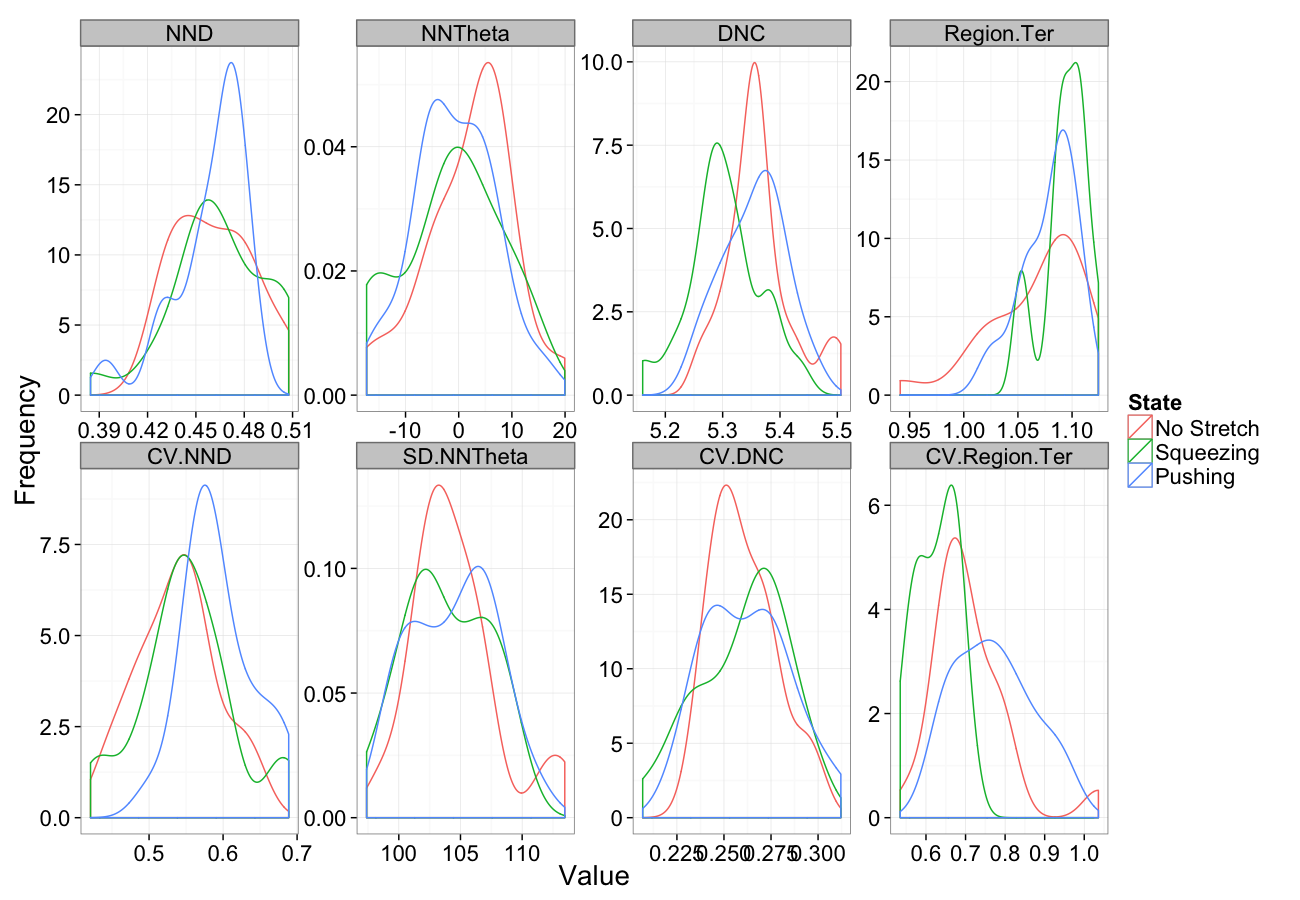 NND NNTheta DNC Region.Ter
20 15 10 5 0
0.04 0.02 0.00
10.0 7.5 5.0 2.5 0.0
20 15 10 5 0
0.39 0.42 0.45 0.48 0.51
-10 0 10 20
5.2 5.3 5.4 5.5
0.95 1.00 1.05 1.10
CV.NND SD.NNTheta CV.DNC CV.Region.Ter
7.5 5.0 2.5 0.0
0.10 0.05 0.00
20 15 10 5 0
6 4 2 0
0.5 0.6 0.7
100 105 110
0.225 0.250 0.275 0.300
0.6 0.7 0.8 0.9 1.0
Frequency
Value
State
No Stretch
Squeezing
Pushing